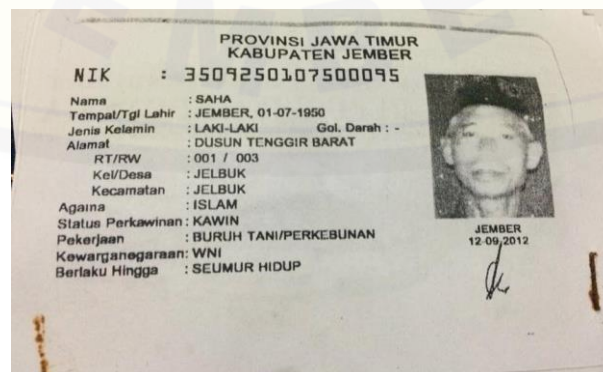 PROVINSI JAWA TIMUR
KABUPATEN JEMBER
NIK : 3509250107500095
Nama : SAHA
Tempat/Tgl Lahir : JEMBER, 01-07-1950
Jenis Kelamin : LAKI-LAKI Gol. Darah : -
Alamat : DUSUN TENGGIR BARAT
RT/RW : 001 / 003
Kel/Desa : JELBUK
Kecamatan : JELBUK
Agama : ISLAM
Status Perkawinan : KAWIN
Pekerjaan : BURUH TANI/PERKEBUNAN
Kewarganegaraan : WNI
Berlaku Hingga : SEUMUR HIDUP
JEMBER
12-09-2012